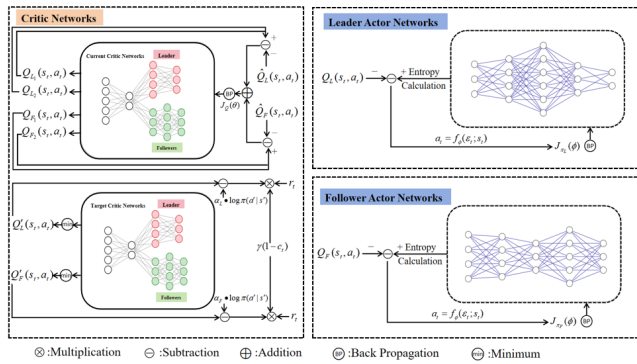 Critic Networks
Current Critic Networks
Leader
Followers
Q_{L_1}(s_t, a_t)
Q_{L_2}(s_t, a_t)
Q_{F_1}(s_t, a_t)
Q_{F_2}(s_t, a_t)
+
−
Q̂_L(s_t, a_t)
BP
J_Q(θ)
Q̂_F(s_t, a_t)
−
+
Target Critic Networks
Leader
Followers
Q'_L(s_t, a_t)
min
Q'_F(s_t, a_t)
min
r_t
α_L • log π(a' | s')
γ(1−c_t)
α_F • log π(a' | s')
r_t
Leader Actor Networks
Q_L(s_t, a_t)
− + Entropy
Calculation
a_t = f_ϕ(ε_t; s_t)
J_{π_L}(ϕ)
BP
Follower Actor Networks
Q_F(s_t, a_t)
− + Entropy
Calculation
a_t = f_ϕ(ε_t; s_t)
J_{π_F}(ϕ)
BP
⊗ :Multiplication ⊖ :Subtraction ⊕ :Addition BP :Back Propagation min :Minimum